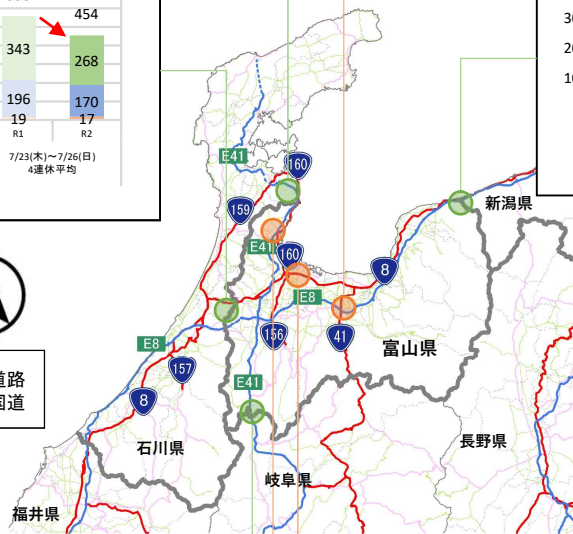 454
343
268
196
170
19
17
R1
R2
7/23(木)~7/26(日)
4連休平均
E41
160
159
E41
160
8
E8
新潟県
E8
156
41
富山県
157
E41
8
道路
国道
石川県
長野県
岐阜県
福井県